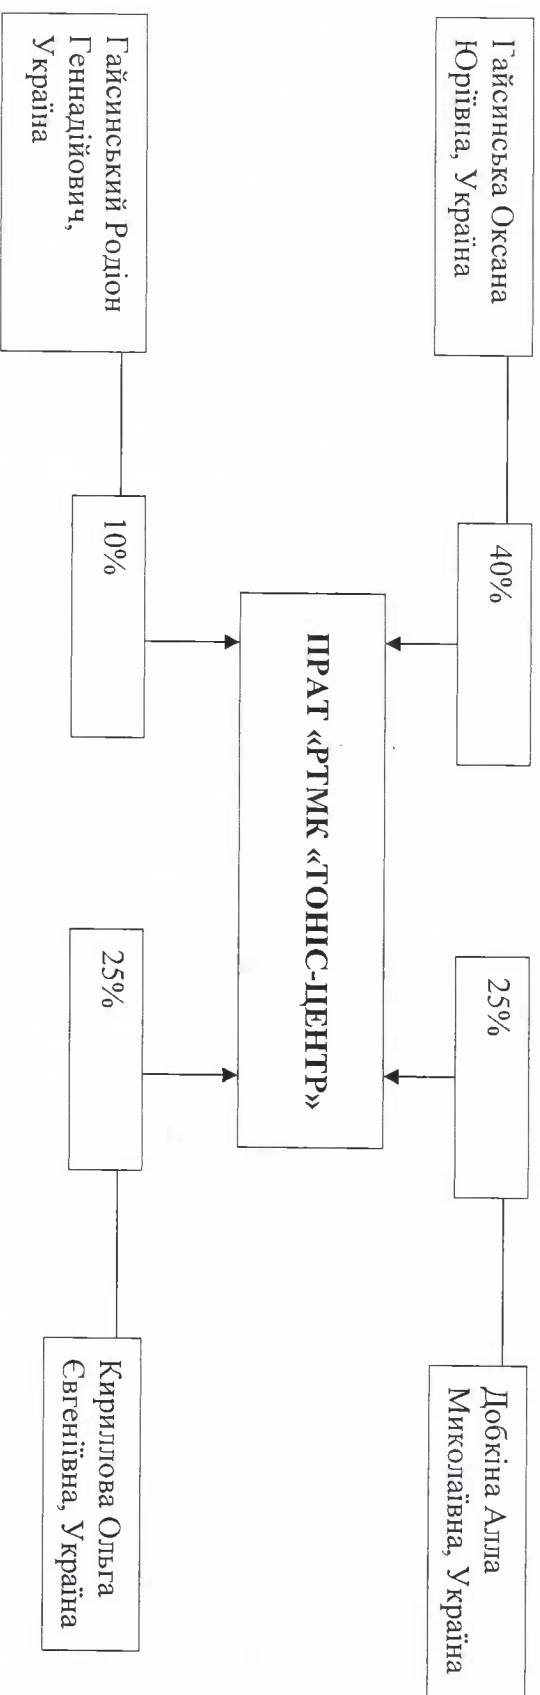 Гайсинська Оксана
Юріївна, Україна
40%
25%
Добкіна Алла
Миколаївна, Україна
ПРАТ «РТМК «ТОНІС-ЦЕНТР»
Гайсинський Родіон
Геннадійович,
Україна
10%
25%
Кириллова Ольга
Євгеніївна, Україна